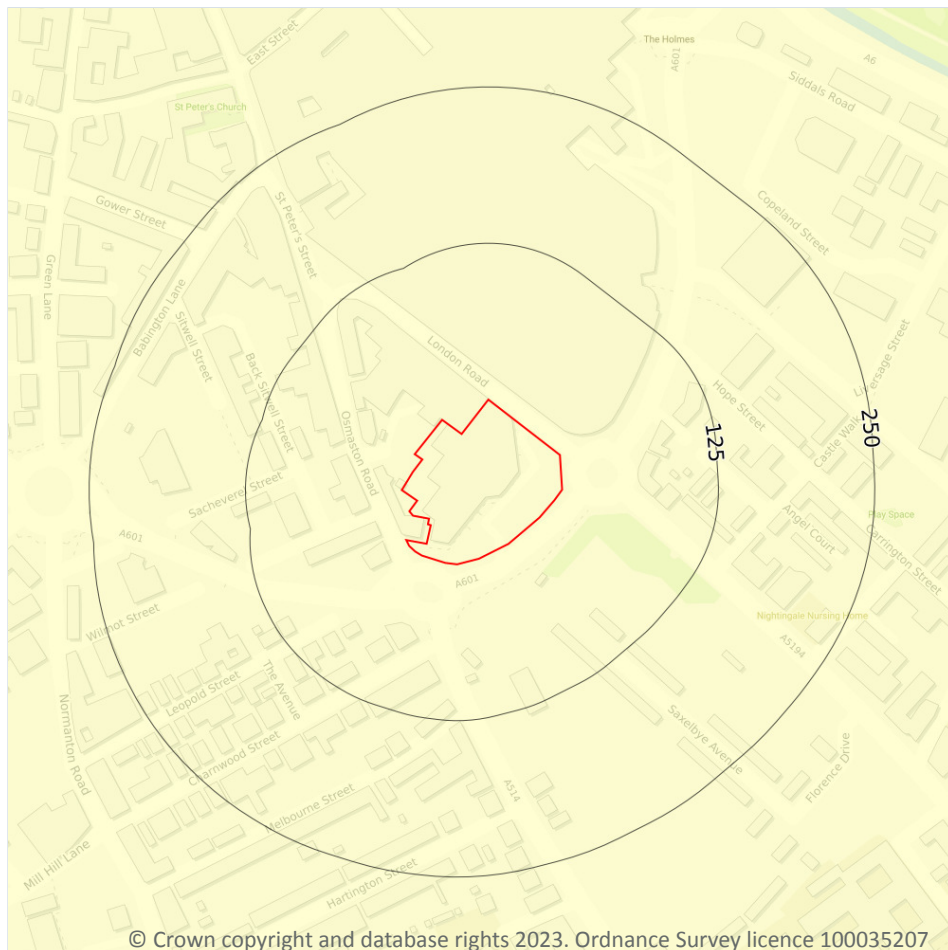 East Street
The Holmes
A601
A6
Siddals Road
St Peter's Church
Gower Street
St Peter's Street
Copeland Street
Green Lane
Babington Lane
Sitwell Street
London Road
Liversage Street
Back Sitwell Street
Hope Street
Osmaston Road
125
250
Castle Walk
Sacheverel Street
Play Space
Angel Court
Carrington Street
A601
A601
Wilmot Street
Nightingale Nursing Home
A5194
Leopold Street
The Avenue
Normanton Road
Saxelbye Avenue
Charnwood Street
Florence Drive
A514
Melbourne Street
Mill Hill Lane
Hartington Street
© Crown copyright and database rights 2023. Ordnance Survey licence 100035207